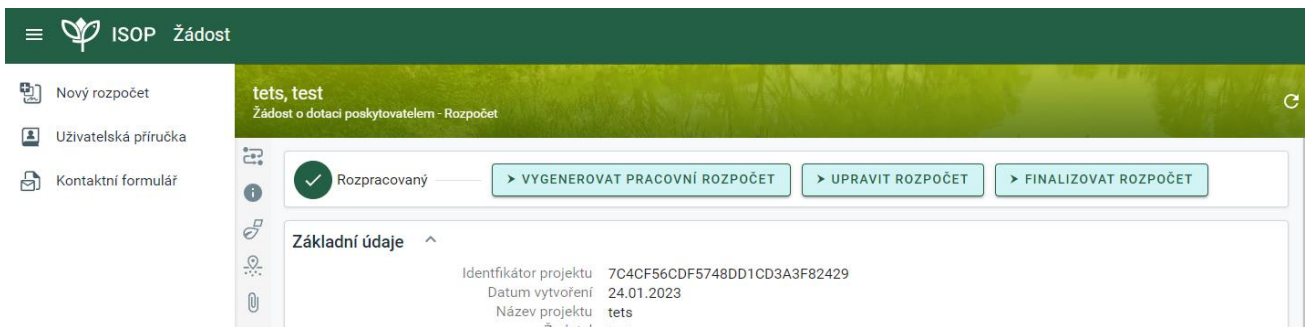 ISOP Žádost
Nový rozpočet
Uživatelská příručka
Kontaktní formulář
tets, test
Žádost o dotaci poskytovatelem - Rozpočet
Rozpracovaný
VYGENEROVAT PRACOVNÍ ROZPOČET
UPRAVIT ROZPOČET
FINALIZOVAT ROZPOČET
Základní údaje
Identfikátor projektu 7C4CF56CDF5748DD1CD3A3F82429
Datum vytvoření 24.01.2023
Název projektu tets